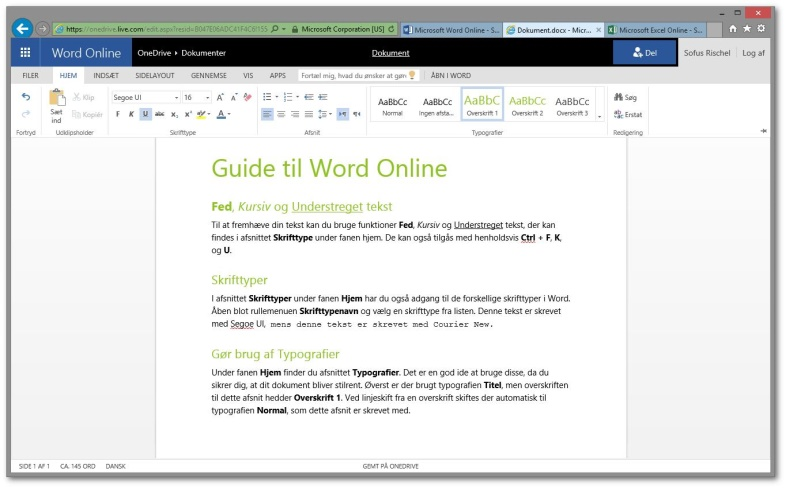 https://onedrive.live.com/edit.aspx?resid=B047E06ADC41F4C8!155 Microsoft Corporation [US] Microsoft Word Online - S... Dokument.docx - Micr... Microsoft Excel Online - S...
Word Online OneDrive Dokumenter Dokument Del Sofus Rischel Log af
FILER HJEM INDSÆT SIDELAYOUT GENNEMSE VIS APPS Fortæl mig, hvad du ønsker at gøre ÅBN I WORD
Sæt ind Klip Kopiér Segoe UI 16 F K U abc X₂ X² A A
AaBbCc AaBbCc AaBbC AaBbCc AaBbCc
Normal Ingen afsta... Overskrift 1 Overskrift 2 Overskrift 3
Søg
Erstat
Fortryd Udklipsholder Skrifttype Afsnit Typografier Redigering
Guide til Word Online
Fed, Kursiv og Understreget tekst
Til at fremhæve din tekst kan du bruge funktioner Fed, Kursiv og Understreget tekst, der kan
findes i afsnittet Skrifttype under fanen hjem. De kan også tilgås med henholdsvis Ctrl + F, K,
og U.
Skrifttyper
I afsnittet Skrifttyper under fanen Hjem har du også adgang til de forskellige skrifttyper i Word.
Åben blot rullemenuen Skrifttypenavn og vælg en skrifttype fra listen. Denne tekst er skrevet
med Segoe UI, mens denne tekst er skrevet med Courier New.
Gør brug af Typografier
Under fanen Hjem finder du afsnittet Typografier. Det er en god ide at bruge disse, da du
sikrer dig, at dit dokument bliver stilrent. Øverst er der brugt typografien Titel, men overskriften
til dette afsnit hedder Overskrift 1. Ved linjeskift fra en overskrift skiftes der automatisk til
typografien Normal, som dette afsnit er skrevet med.
SIDE 1 AF 1 CA. 145 ORD DANSK GEMT PÅ ONEDRIVE